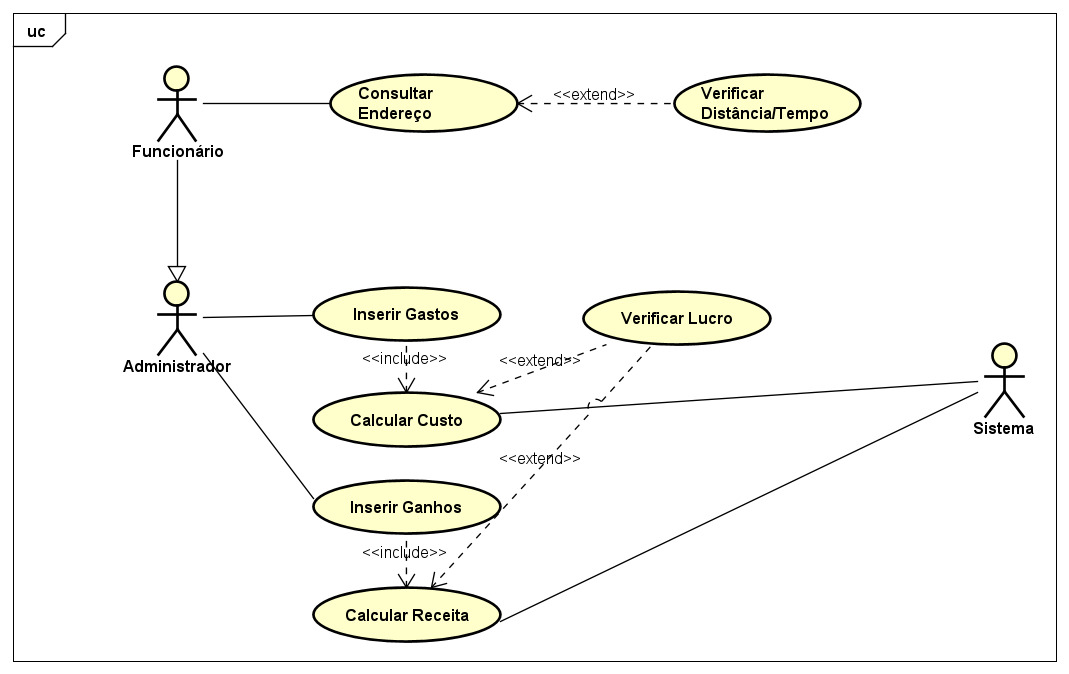 uc
Funcionário
Consultar
Endereço
<<extend>>
Verificar
Distância/Tempo
Administrador
Inserir Gastos
Verificar Lucro
<<include>>
<<extend>>
Calcular Custo
Sistema
<<extend>>
Inserir Ganhos
<<include>>
Calcular Receita